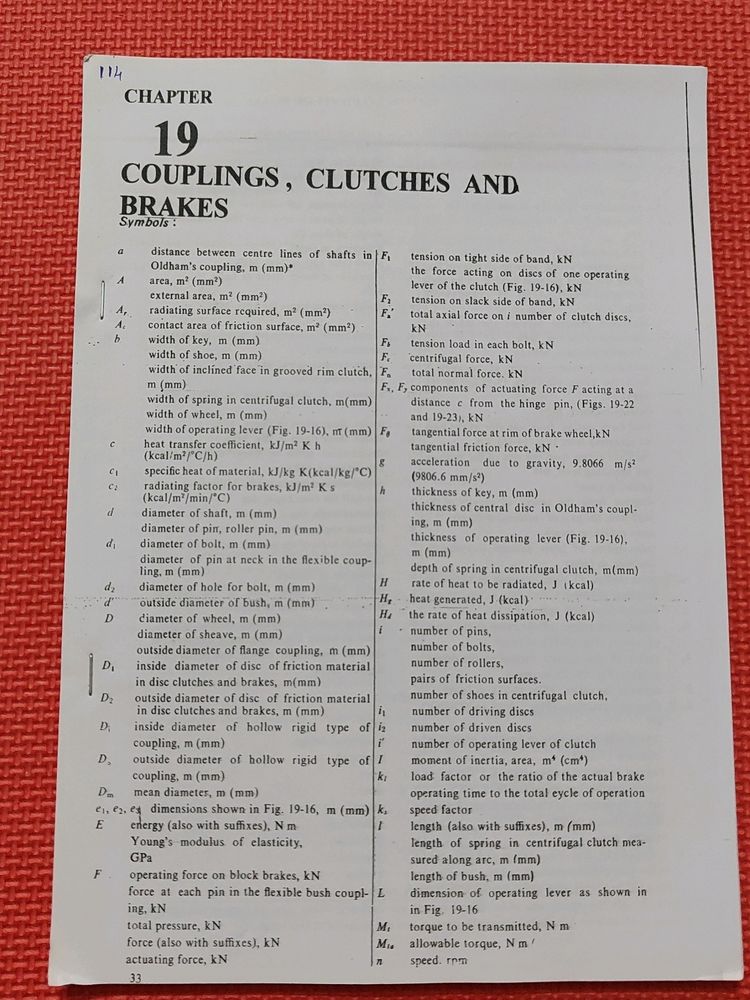 114
CHAPTER
19
COUPLINGS, CLUTCHES AND
BRAKES
Symbols :
a distance between centre lines of shafts in
Oldham's coupling, m (mm)*
A area, m² (mm²)
external area, m² (mm²)
Ar radiating surface required, m² (mm²)
Ac contact area of friction surface, m² (mm²)
b width of key, m (mm)
width of shoe, m (mm)
width of inclined face in grooved rim clutch,
m (mm)
width of spring in centrifugal clutch, m(mm)
width of wheel, m (mm)
width of operating lever (Fig. 19-16), m (mm)
c heat transfer coefficient, kJ/m² K h
(kcal/m²/°C/h)
c₁ specific heat of material, kJ/kg K(kcal/kg/°C)
c₂ radiating factor for brakes, kJ/m² K s
(kcal/m²/min/°C)
d diameter of shaft, m (mm)
diameter of pin, roller pin, m (mm)
d₁ diameter of bolt, m (mm)
diameter of pin at neck in the flexible coup-
ling, m (mm)
d₂ diameter of hole for bolt, m (mm)
d' outside diameter of bush, m (mm)
D diameter of wheel, m (mm)
diameter of sheave, m (mm)
outside diameter of flange coupling, m (mm)
D₁ inside diameter of disc of friction material
in disc clutches and brakes, m(mm)
D₂ outside diameter of disc of friction material
in disc clutches and brakes, m (mm)
Di inside diameter of hollow rigid type of
coupling, m (mm)
Do outside diameter of hollow rigid type of
coupling, m (mm)
Dm mean diameter, m (mm)
e₁, e₂, e₃ dimensions shown in Fig. 19-16, m (mm)
E energy (also with suffixes), N m
Young's modulus of elasticity,
GPa
F operating force on block brakes, kN
force at each pin in the flexible bush coupl-
ing, kN
total pressure, kN
force (also with suffixes), kN
actuating force, kN
33
F₁ tension on tight side of band, kN
the force acting on discs of one operating
lever of the clutch (Fig. 19-16), kN
F₂ tension on slack side of band, kN
Fa' total axial force on i number of clutch discs,
kN
Fb tension load in each bolt, kN
Fc centrifugal force, kN
Fn total normal force. kN
Fx, Fy components of actuating force F acting at a
distance c from the hinge pin, (Figs. 19-22
and 19-23), kN
Fθ tangential force at rim of brake wheel,kN
tangential friction force, kN
g acceleration due to gravity, 9.8066 m/s²
(9806.6 mm/s²)
h thickness of key, m (mm)
thickness of central disc in Oldham's coupl-
ing, m (mm)
thickness of operating lever (Fig. 19-16),
m (mm)
depth of spring in centrifugal clutch, m(mm)
H rate of heat to be radiated, J (kcal)
Hg heat generated, J (kcal)
Hd the rate of heat dissipation, J (kcal)
i number of pins,
number of bolts,
number of rollers,
pairs of friction surfaces.
number of shoes in centrifugal clutch,
i₁ number of driving discs
i₂ number of driven discs
i' number of operating lever of clutch
I moment of inertia, area, m⁴ (cm⁴)
kl load factor or the ratio of the actual brake
operating time to the total cycle of operation
ks speed factor
l length (also with suffixes), m (mm)
length of spring in centrifugal clutch mea-
sured along arc, m (mm)
length of bush, m (mm)
L dimension of operating lever as shown in
in Fig. 19-16
Mt torque to be transmitted, N m
Mta allowable torque, N m
n speed. rpm